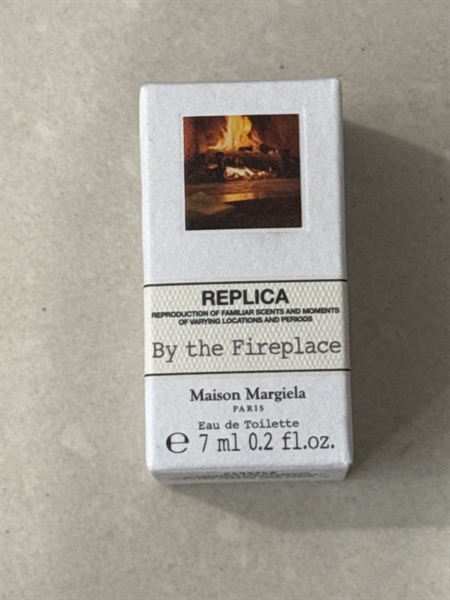 REPLICA
REPRODUCTION OF FAMILIAR SCENTS AND MOMENTS
OF VARYING LOCATIONS AND PERIODS
By the Fireplace
Maison Margiela
PARIS
Eau de Toilette
℮ 7 ml 0.2 fl.oz.